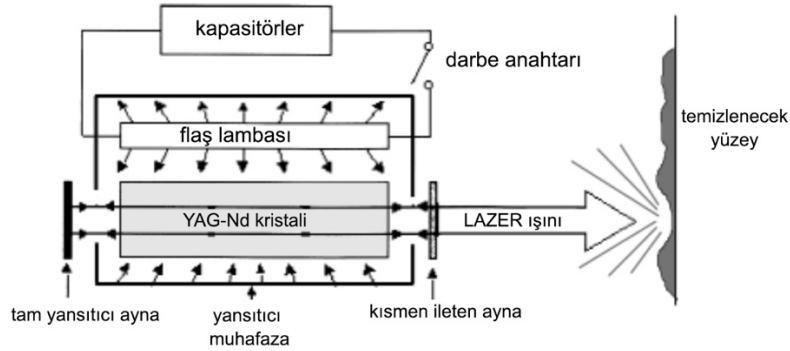 kapasitörler
darbe anahtarı
flaş lambası
temizlenecek
yüzey
YAG-Nd kristali
LAZER ışını
tam yansıtıcı ayna
yansıtıcı
muhafaza
kısmen ileten ayna